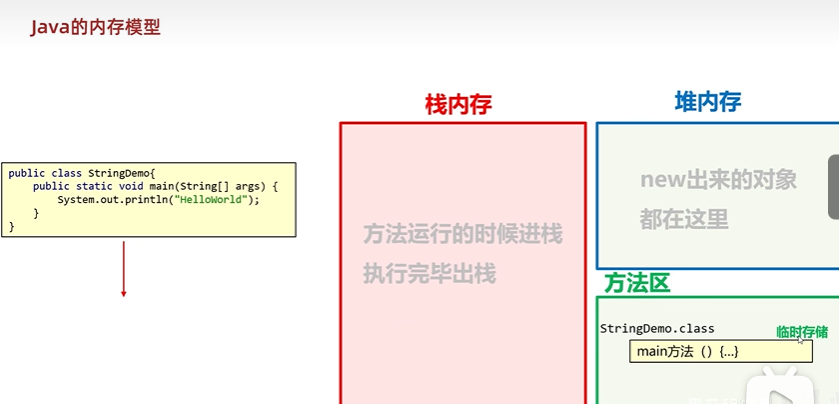 Java的内存模型
栈内存
堆内存
public class StringDemo{
public static void main(String[] args) {
System.out.println("HelloWorld");
}
}
方法运行的时候进栈
执行完毕出栈
new出来的对象
都在这里
方法区
StringDemo.class
临时存储
main方法（）{...}